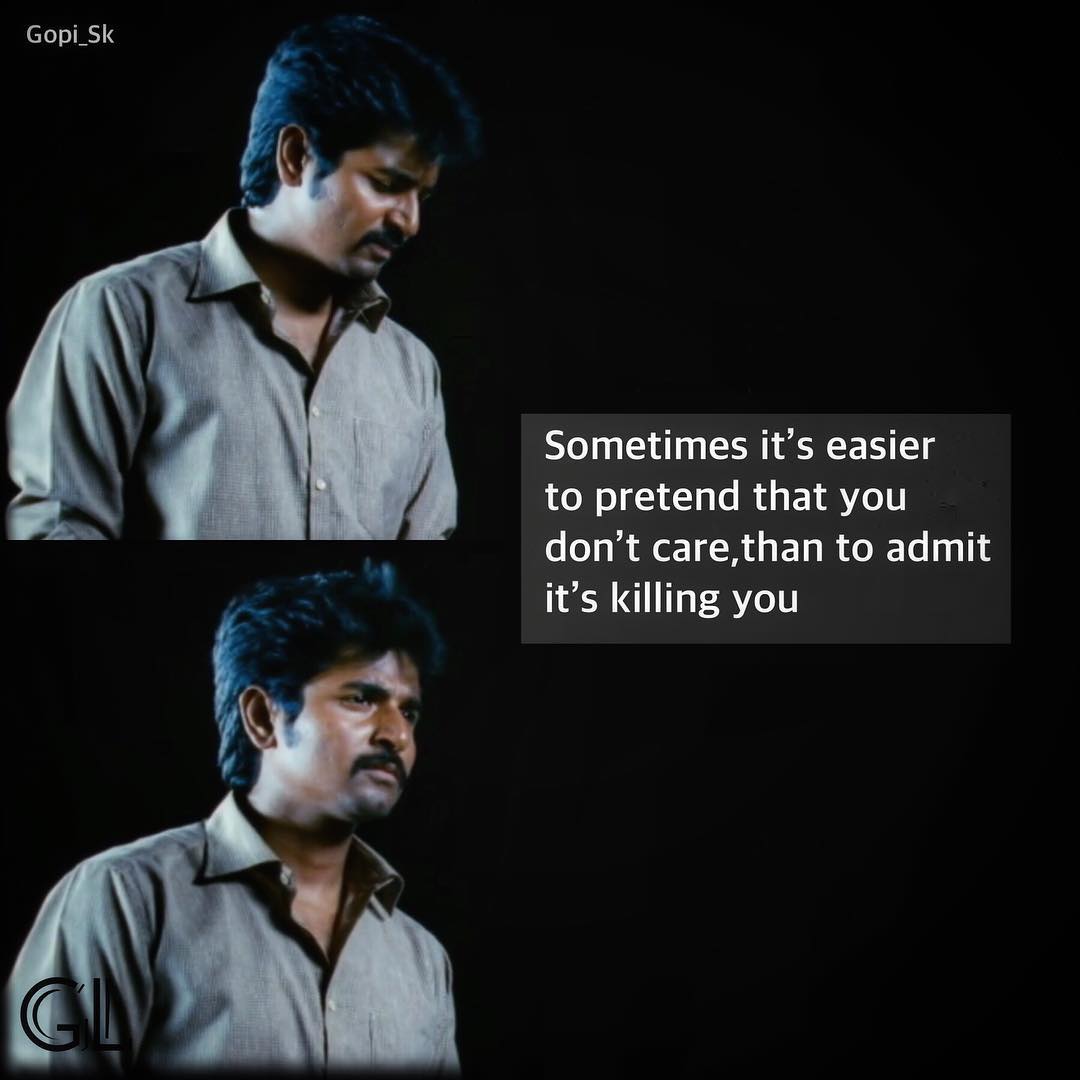 Gopi_Sk
Sometimes it’s easier
to pretend that you
don’t care,than to admit
it’s killing you
GL